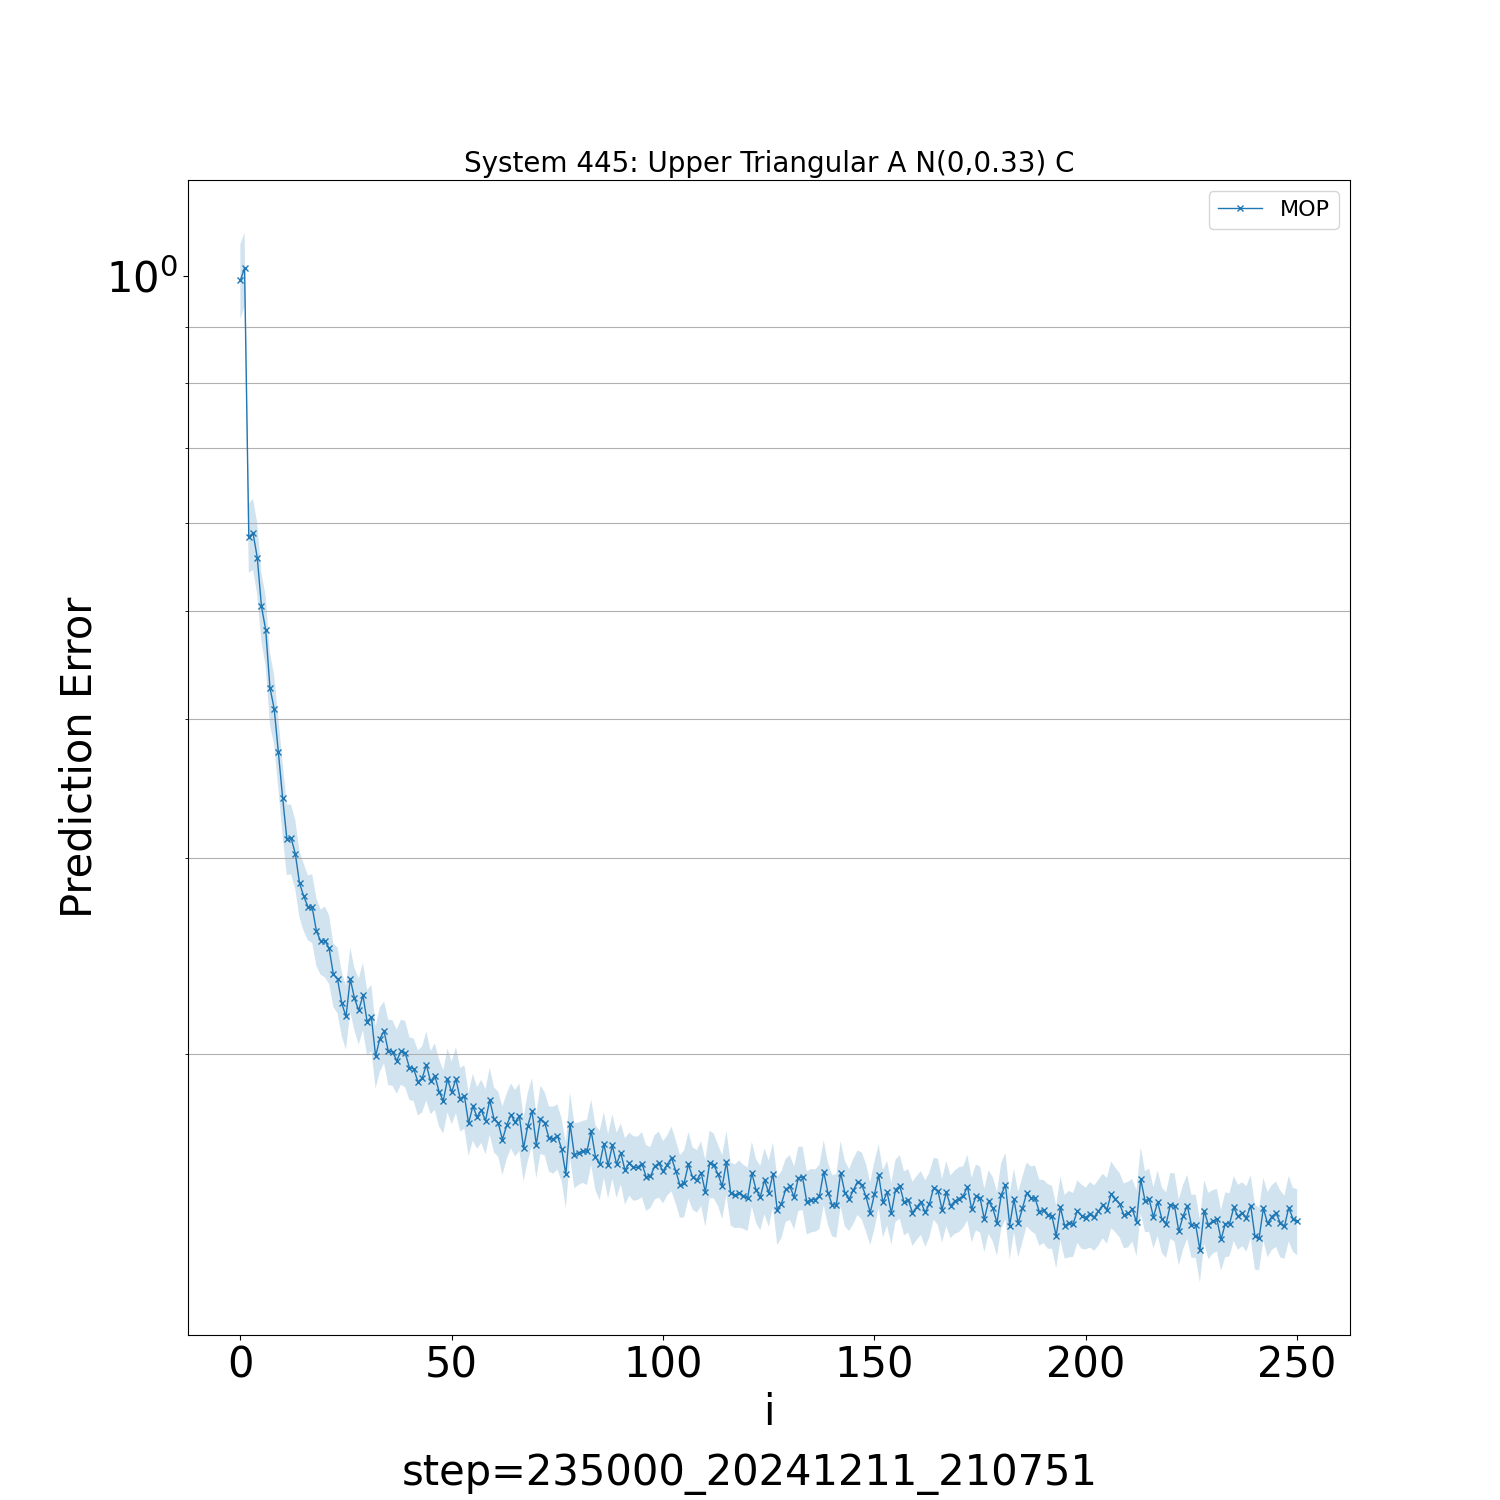 System 445: Upper Triangular A N(0,0.33) C
MOP
10⁰
Prediction Error
0 50 100 150 200 250
i
step=235000_20241211_210751